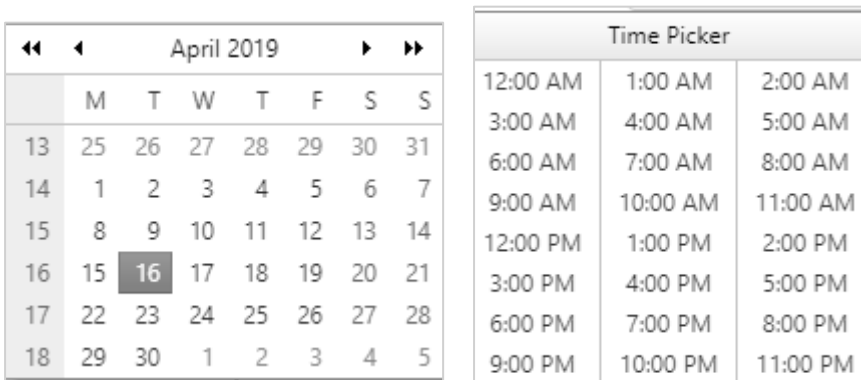 April 2019
M T W T F S S
13 25 26 27 28 29 30 31
14 1 2 3 4 5 6 7
15 8 9 10 11 12 13 14
16 15 16 17 18 19 20 21
17 22 23 24 25 26 27 28
18 29 30 1 2 3 4 5
Time Picker
12:00 AM 1:00 AM 2:00 AM
3:00 AM 4:00 AM 5:00 AM
6:00 AM 7:00 AM 8:00 AM
9:00 AM 10:00 AM 11:00 AM
12:00 PM 1:00 PM 2:00 PM
3:00 PM 4:00 PM 5:00 PM
6:00 PM 7:00 PM 8:00 PM
9:00 PM 10:00 PM 11:00 PM